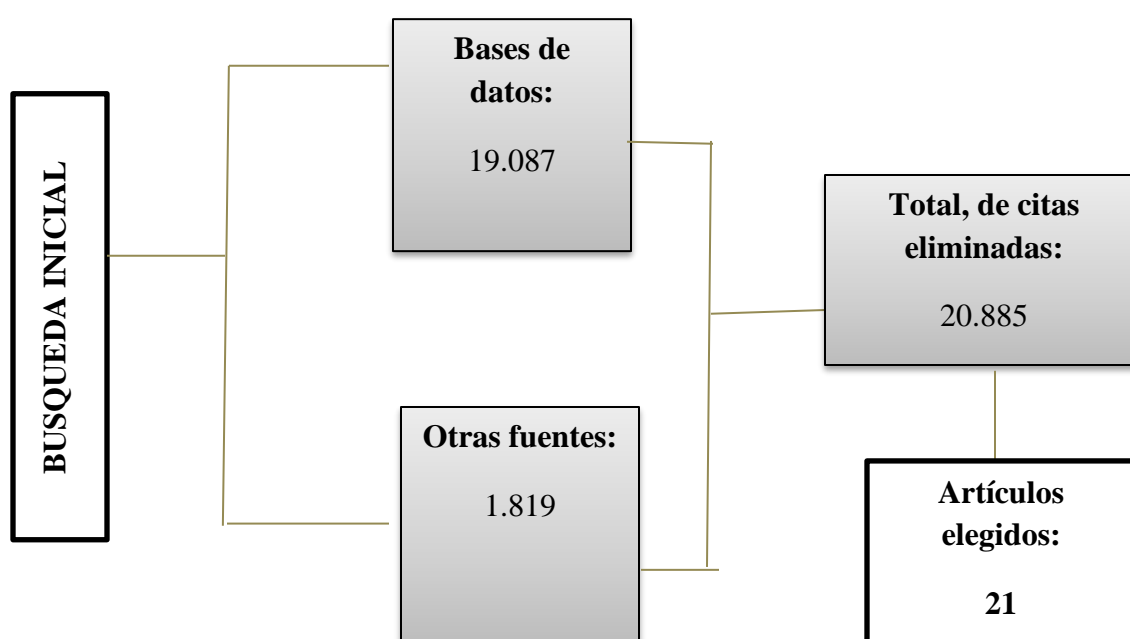 BUSQUEDA INICIAL
Bases de
datos:
19.087
Otras fuentes:
1.819
Total, de citas
eliminadas:
20.885
Artículos
elegidos:
21